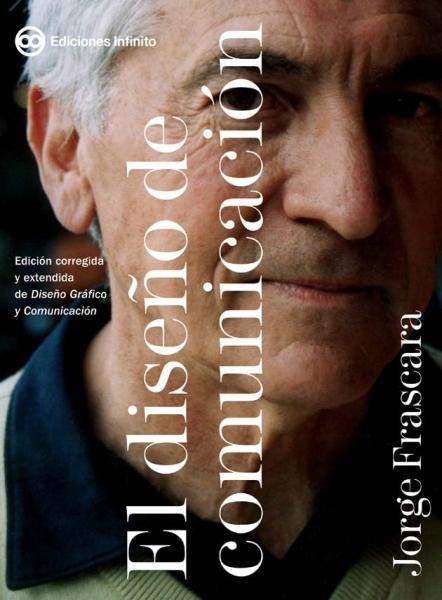 Ediciones Infinito
El diseño de
comunicación
Edición corregida
y extendida
de Diseño Gráfico
y Comunicación
Jorge Frascara